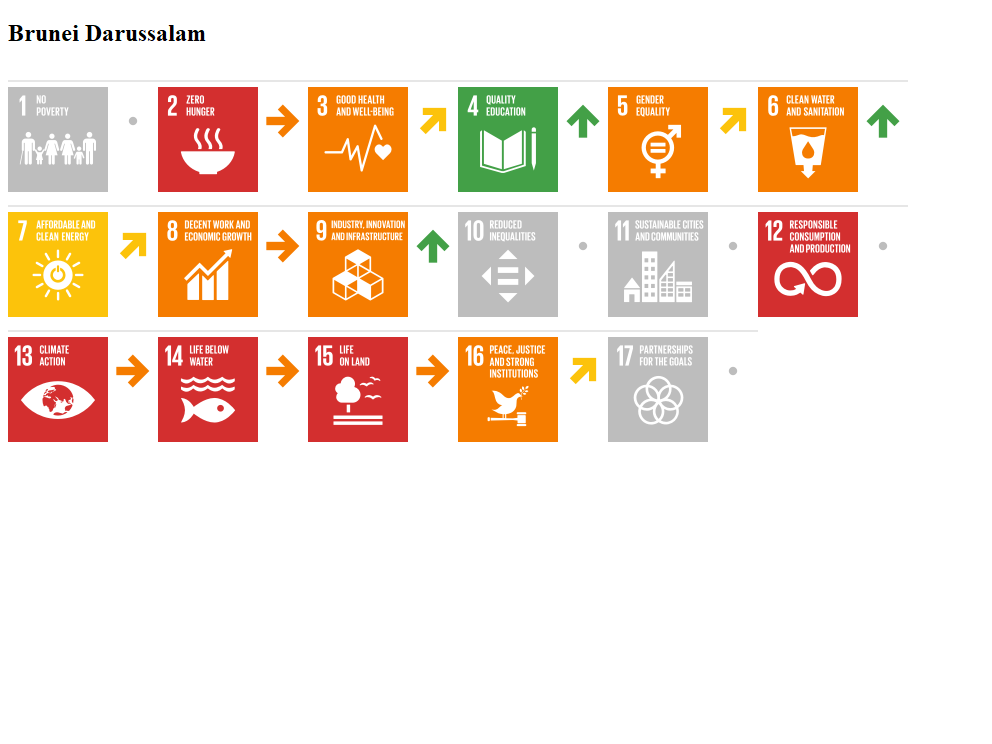 Brunei Darussalam
1 NO
POVERTY
2 ZERO
HUNGER
3 GOOD HEALTH
AND WELL-BEING
4 QUALITY
EDUCATION
5 GENDER
EQUALITY
6 CLEAN WATER
AND SANITATION
7 AFFORDABLE AND
CLEAN ENERGY
8 DECENT WORK AND
ECONOMIC GROWTH
9 INDUSTRY, INNOVATION
AND INFRASTRUCTURE
10 REDUCED
INEQUALITIES
11 SUSTAINABLE CITIES
AND COMMUNITIES
12 RESPONSIBLE
CONSUMPTION
AND PRODUCTION
13 CLIMATE
ACTION
14 LIFE BELOW
WATER
15 LIFE
ON LAND
16 PEACE, JUSTICE
AND STRONG
INSTITUTIONS
17 PARTNERSHIPS
FOR THE GOALS